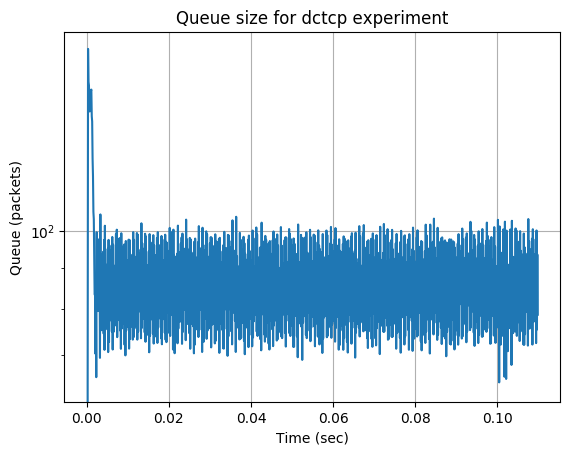 Queue size for dctcp experiment
Queue (packets)
10²
0.00 0.02 0.04 0.06 0.08 0.10
Time (sec)